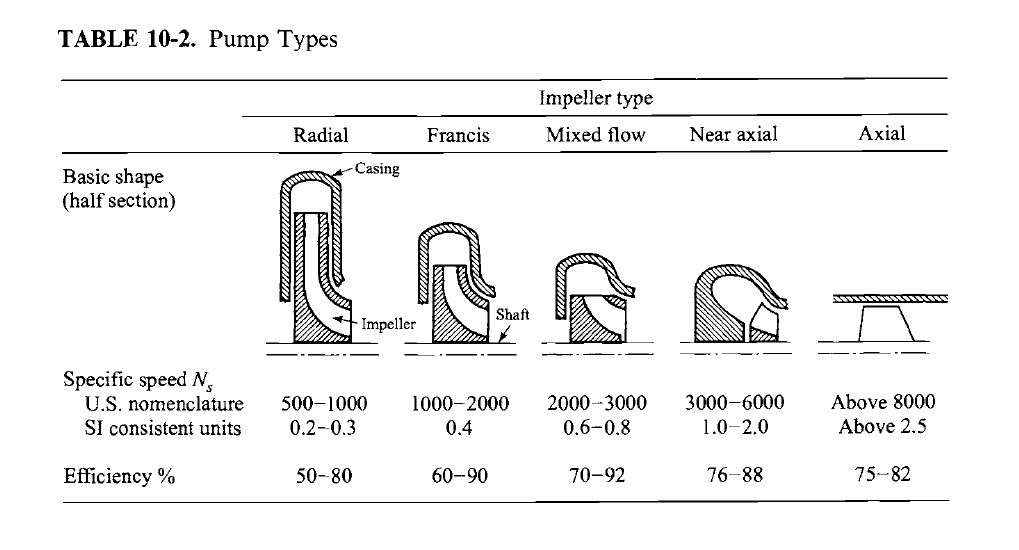 TABLE 10-2. Pump Types
Impeller type
Radial Francis Mixed flow Near axial Axial
Basic shape
(half section)
Casing
Impeller
Shaft
Specific speed Ns
U.S. nomenclature 500–1000 1000–2000 2000–3000 3000–6000 Above 8000
SI consistent units 0.2–0.3 0.4 0.6–0.8 1.0–2.0 Above 2.5
Efficiency % 50–80 60–90 70–92 76–88 75–82